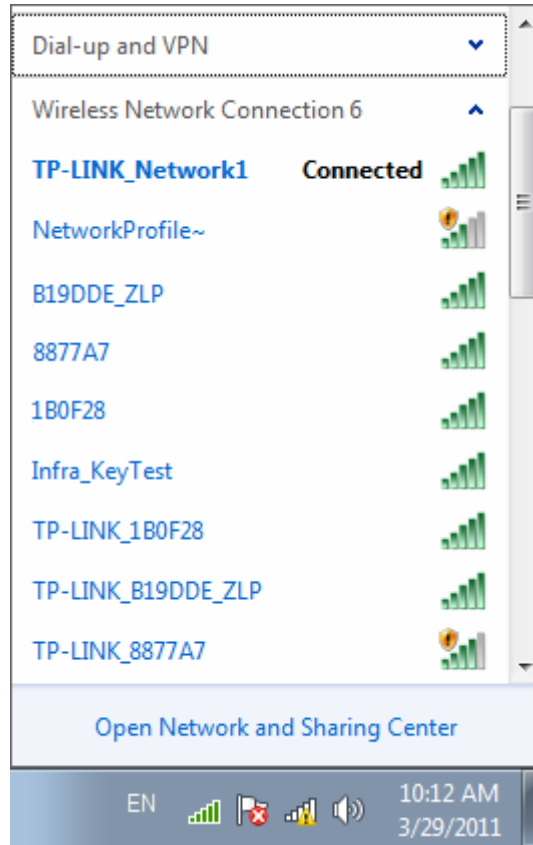 Dial-up and VPN
Wireless Network Connection 6
TP-LINK_Network1 Connected
NetworkProfile~
B19DDE_ZLP
8877A7
1B0F28
Infra_KeyTest
TP-LINK_1B0F28
TP-LINK_B19DDE_ZLP
TP-LINK_8877A7
Open Network and Sharing Center
EN
10:12 AM
3/29/2011